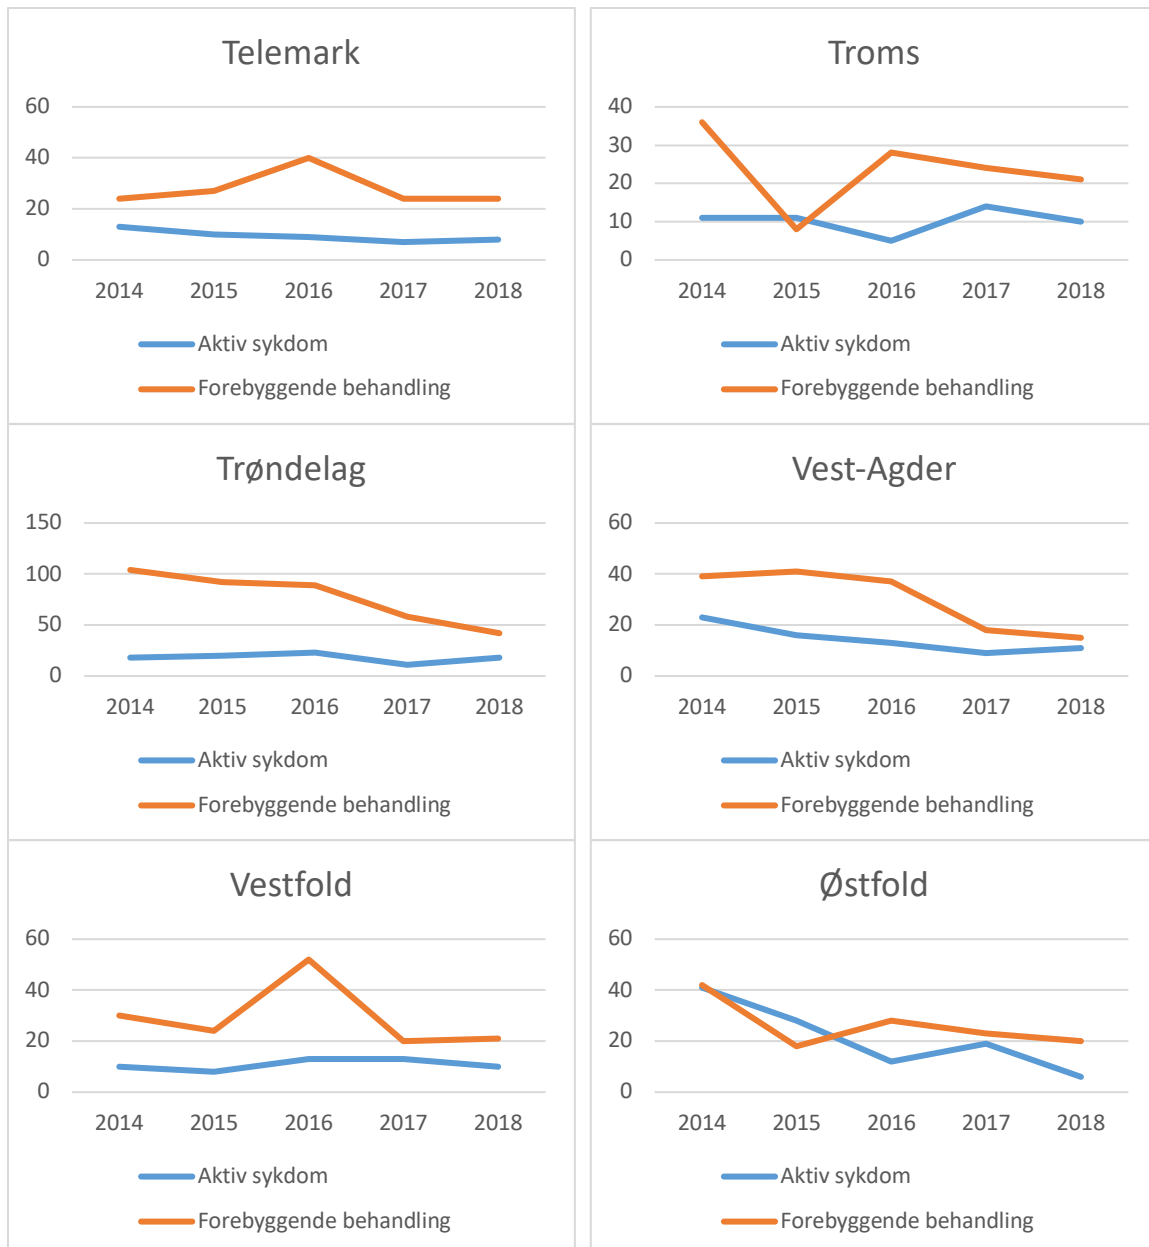 Telemark
60
40
20
0
2014 2015 2016 2017 2018
Aktiv sykdom
Forebyggende behandling
Troms
40
30
20
10
0
2014 2015 2016 2017 2018
Aktiv sykdom
Forebyggende behandling
Trøndelag
150
100
50
0
2014 2015 2016 2017 2018
Aktiv sykdom
Forebyggende behandling
Vest-Agder
60
40
20
0
2014 2015 2016 2017 2018
Aktiv sykdom
Forebyggende behandling
Vestfold
60
40
20
0
2014 2015 2016 2017 2018
Aktiv sykdom
Forebyggende behandling
Østfold
60
40
20
0
2014 2015 2016 2017 2018
Aktiv sykdom
Forebyggende behandling